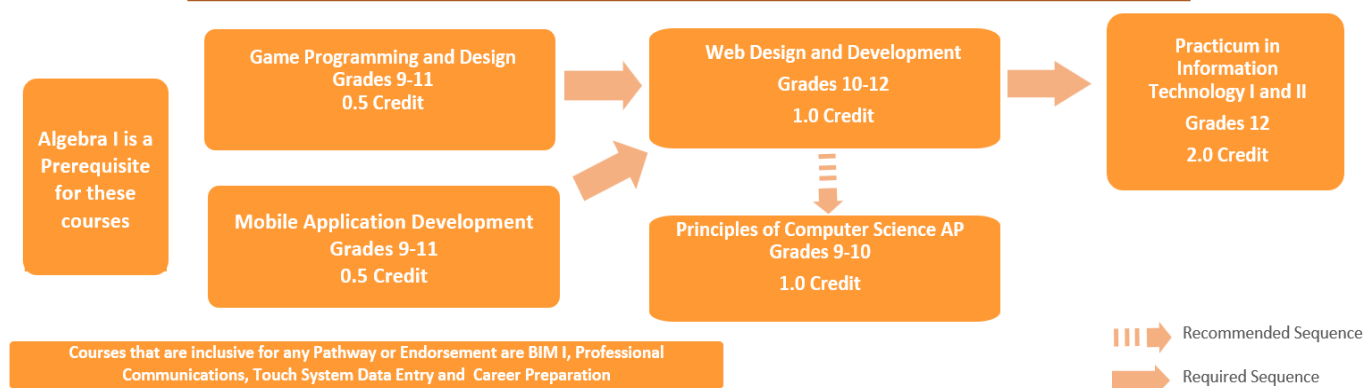 Algebra I is a
Prerequisite
for these
courses
Game Programming and Design
Grades 9-11
0.5 Credit
Mobile Application Development
Grades 9-11
0.5 Credit
Web Design and Development
Grades 10-12
1.0 Credit
Principles of Computer Science AP
Grades 9-10
1.0 Credit
Practicum in
Information
Technology I and II
Grades 12
2.0 Credit
Courses that are inclusive for any Pathway or Endorsement are BIM I, Professional
Communications, Touch System Data Entry and Career Preparation
Recommended Sequence
Required Sequence